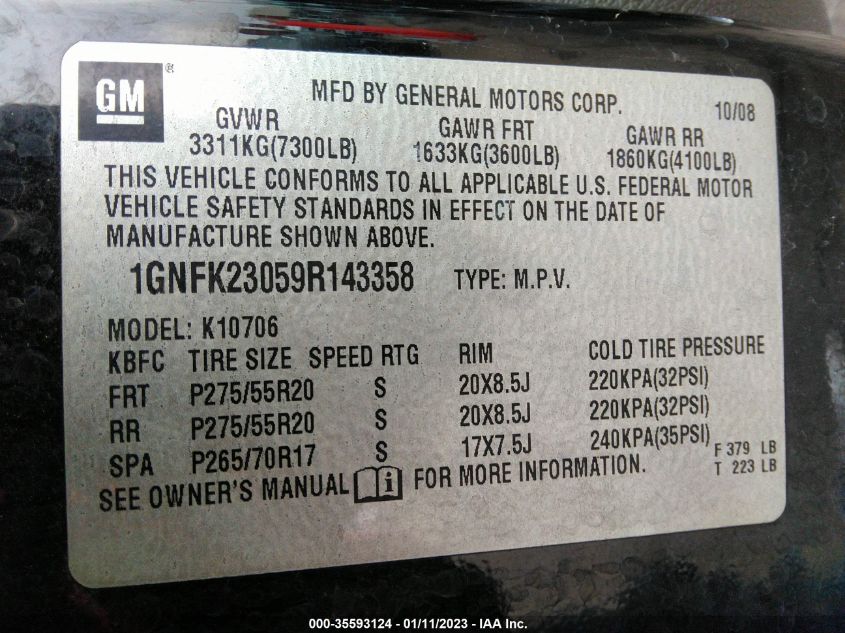 GM®
MFD BY GENERAL MOTORS CORP. 10/08
GVWR GAWR FRT GAWR RR
3311KG(7300LB) 1633KG(3600LB) 1860KG(4100LB)
THIS VEHICLE CONFORMS TO ALL APPLICABLE U.S. FEDERAL MOTOR
VEHICLE SAFETY STANDARDS IN EFFECT ON THE DATE OF
MANUFACTURE SHOWN ABOVE.
1GNFK23059R143358 TYPE: M.P.V.
MODEL: K10706
KBFC TIRE SIZE SPEED RTG RIM COLD TIRE PRESSURE
FRT P275/55R20 S 20X8.5J 220KPA(32PSI)
RR P275/55R20 S 20X8.5J 220KPA(32PSI)
SPA P265/70R17 S 17X7.5J 240KPA(35PSI)
F 379 LB
T 223 LB
SEE OWNER'S MANUAL i FOR MORE INFORMATION.
000-35593124 - 01/11/2023 - IAA Inc.